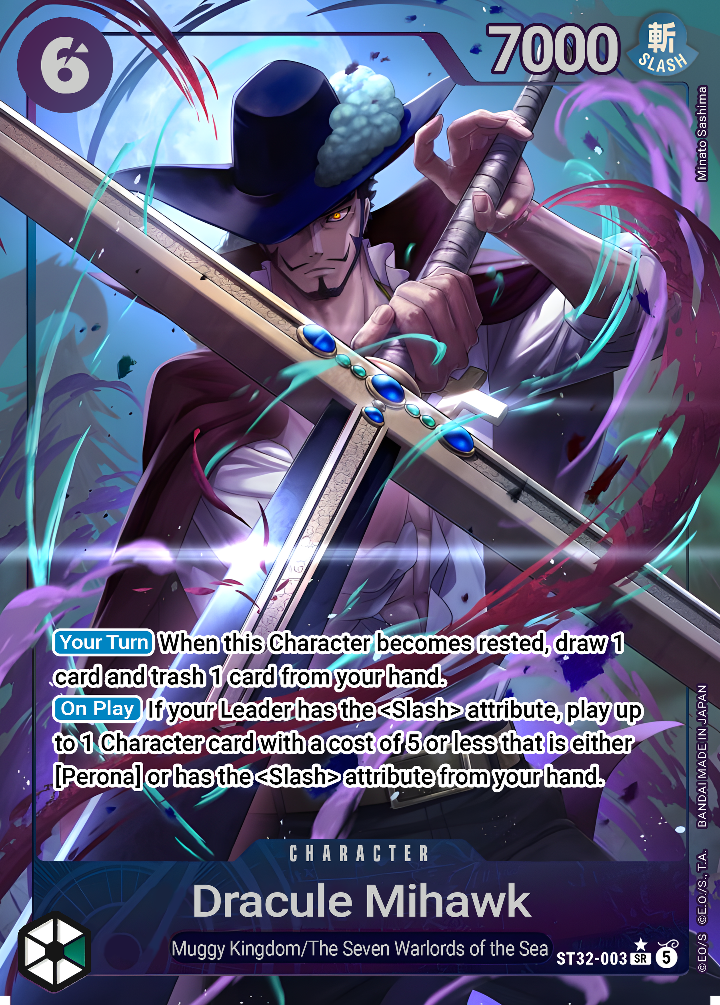 6
7000
斬
SLASH
Minato Sashima
Your Turn When this Character becomes rested, draw 1
card and trash 1 card from your hand.
On Play If your Leader has the <Slash> attribute, play up
to 1 Character card with a cost of 5 or less that is either
[Perona] or has the <Slash> attribute from your hand.
BANDAI MADE IN JAPAN
©E.O./S., T.A.
©EO/S
CHARACTER
Dracule Mihawk
Muggy Kingdom/The Seven Warlords of the Sea
ST32-003 SR 5